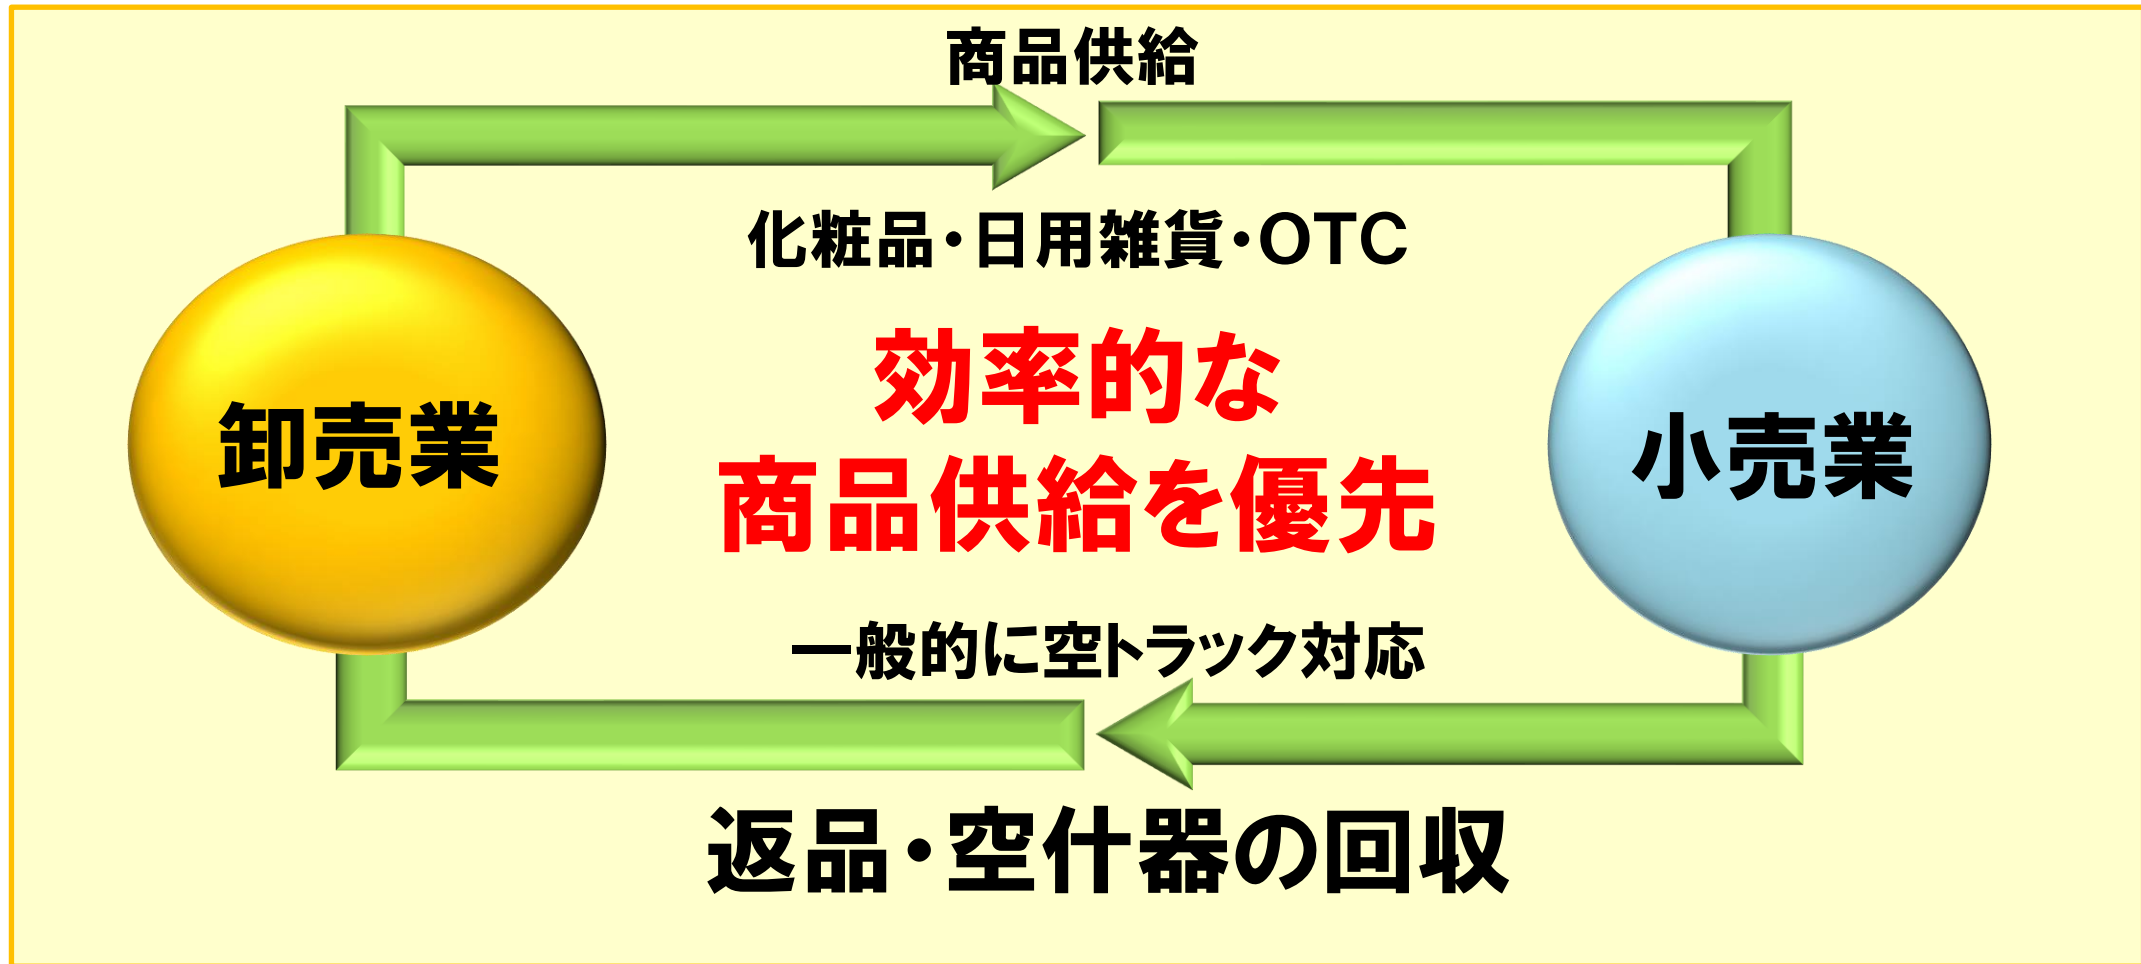 商品供給
化粧品・日用雑貨・OTC
効率的な
商品供給を優先
卸売業
小売業
一般的に空トラック対応
返品・空什器の回収